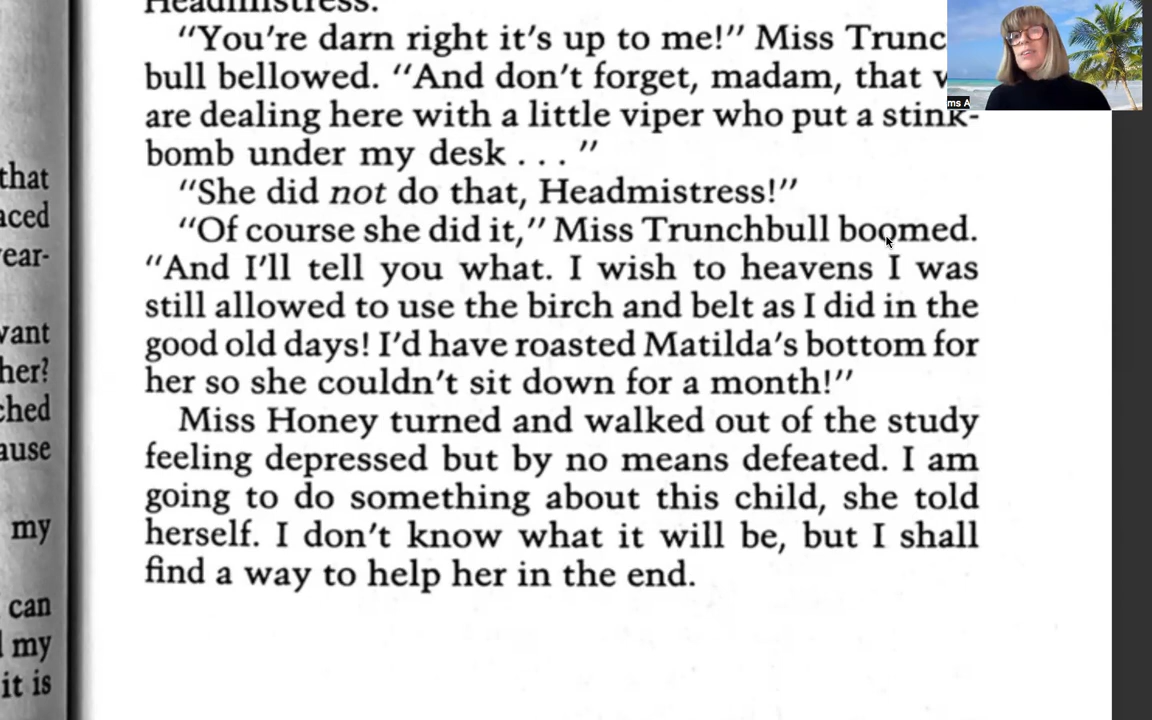 Headmistress.
“You’re darn right it’s up to me!” Miss Trunc
bull bellowed. “And don’t forget, madam, that
are dealing here with a little viper who put a stink-
bomb under my desk . . . ”
“She did not do that, Headmistress!”
“Of course she did it,” Miss Trunchbull boomed.
“And I’ll tell you what. I wish to heavens I was
still allowed to use the birch and belt as I did in the
good old days! I’d have roasted Matilda’s bottom for
her so she couldn’t sit down for a month!”
Miss Honey turned and walked out of the study
feeling depressed but by no means defeated. I am
going to do something about this child, she told
herself. I don’t know what it will be, but I shall
find a way to help her in the end.
that
aced
ear-
vant
her?
ched
ause
my
can
my
it is
ms A